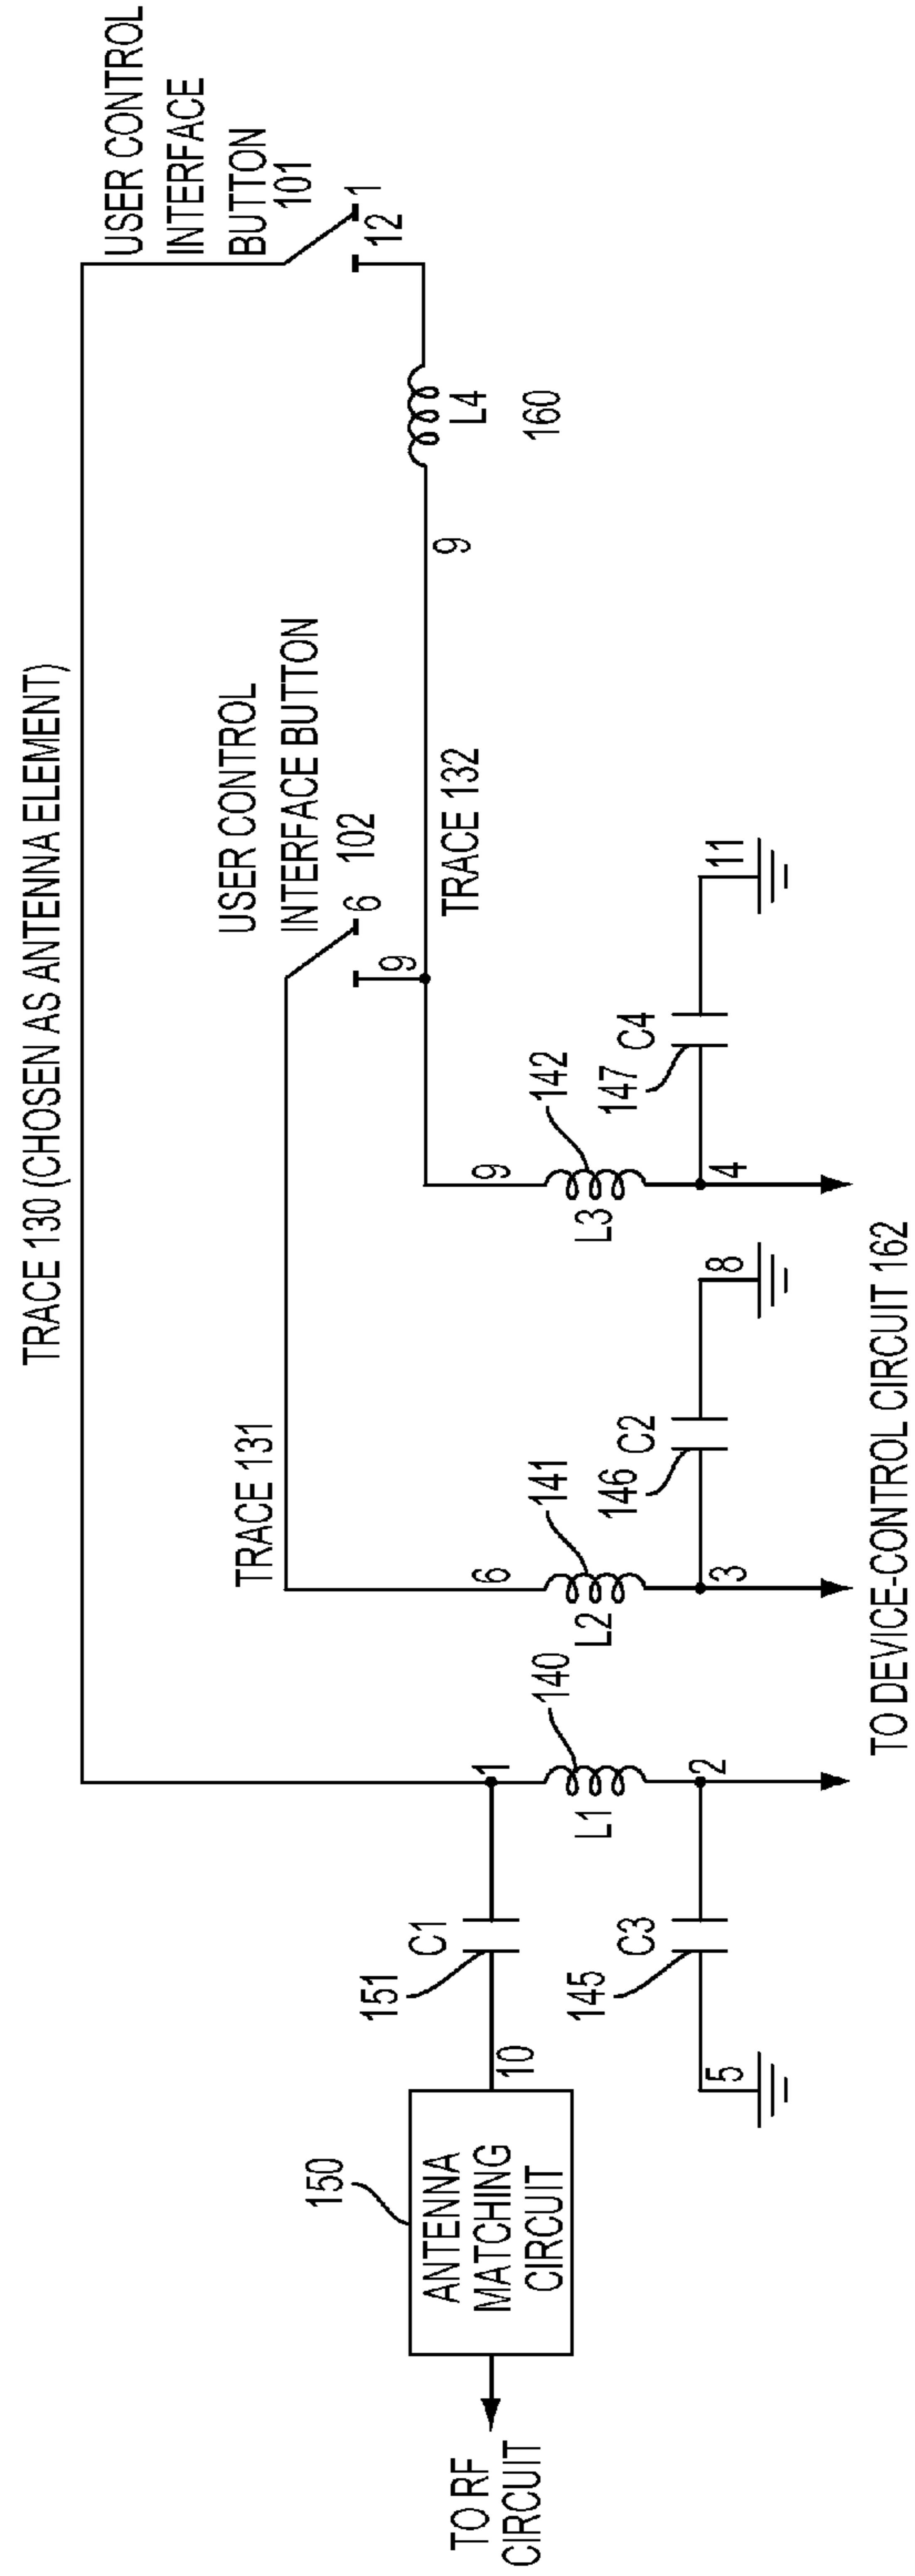 TRACE 130 (CHOSEN AS ANTENNA ELEMENT)
USER CONTROL
INTERFACE
BUTTON
101
1
12
L4
160
9
USER CONTROL
INTERFACE BUTTON
102
6
9
TRACE 132
TRACE 131
9
142
L3
147
C4
11
4
6
141
L2
146
C2
8
3
1
140
L1
2
C1
151
10
C3
145
5
150
ANTENNA
MATCHING
CIRCUIT
TO RF
CIRCUIT
TO DEVICE-CONTROL CIRCUIT 162